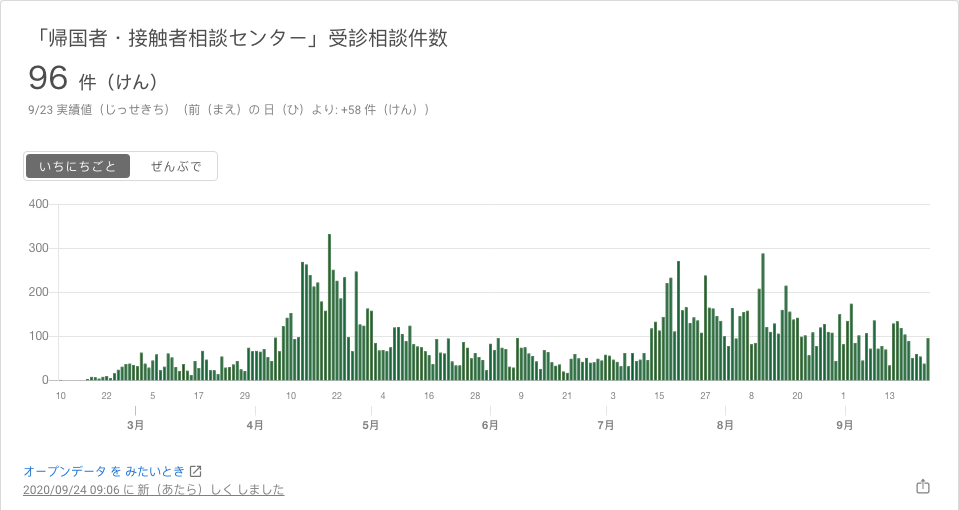 「帰国者・接触者相談センター」受診相談件数
96 件（けん）
9/23 実績値（じっせきち）（前（まえ）の 日（ひ）より: +58 件（けん））
いちにちごと ぜんぶで
400
300
200
100
0
10 22 5 17 29 10 22 4 16 28 9 21 3 15 27 8 20 1 13
3月 4月 5月 6月 7月 8月 9月
オープンデータ を みたいとき
2020/09/24 09:06 に 新（あたら）しく しました